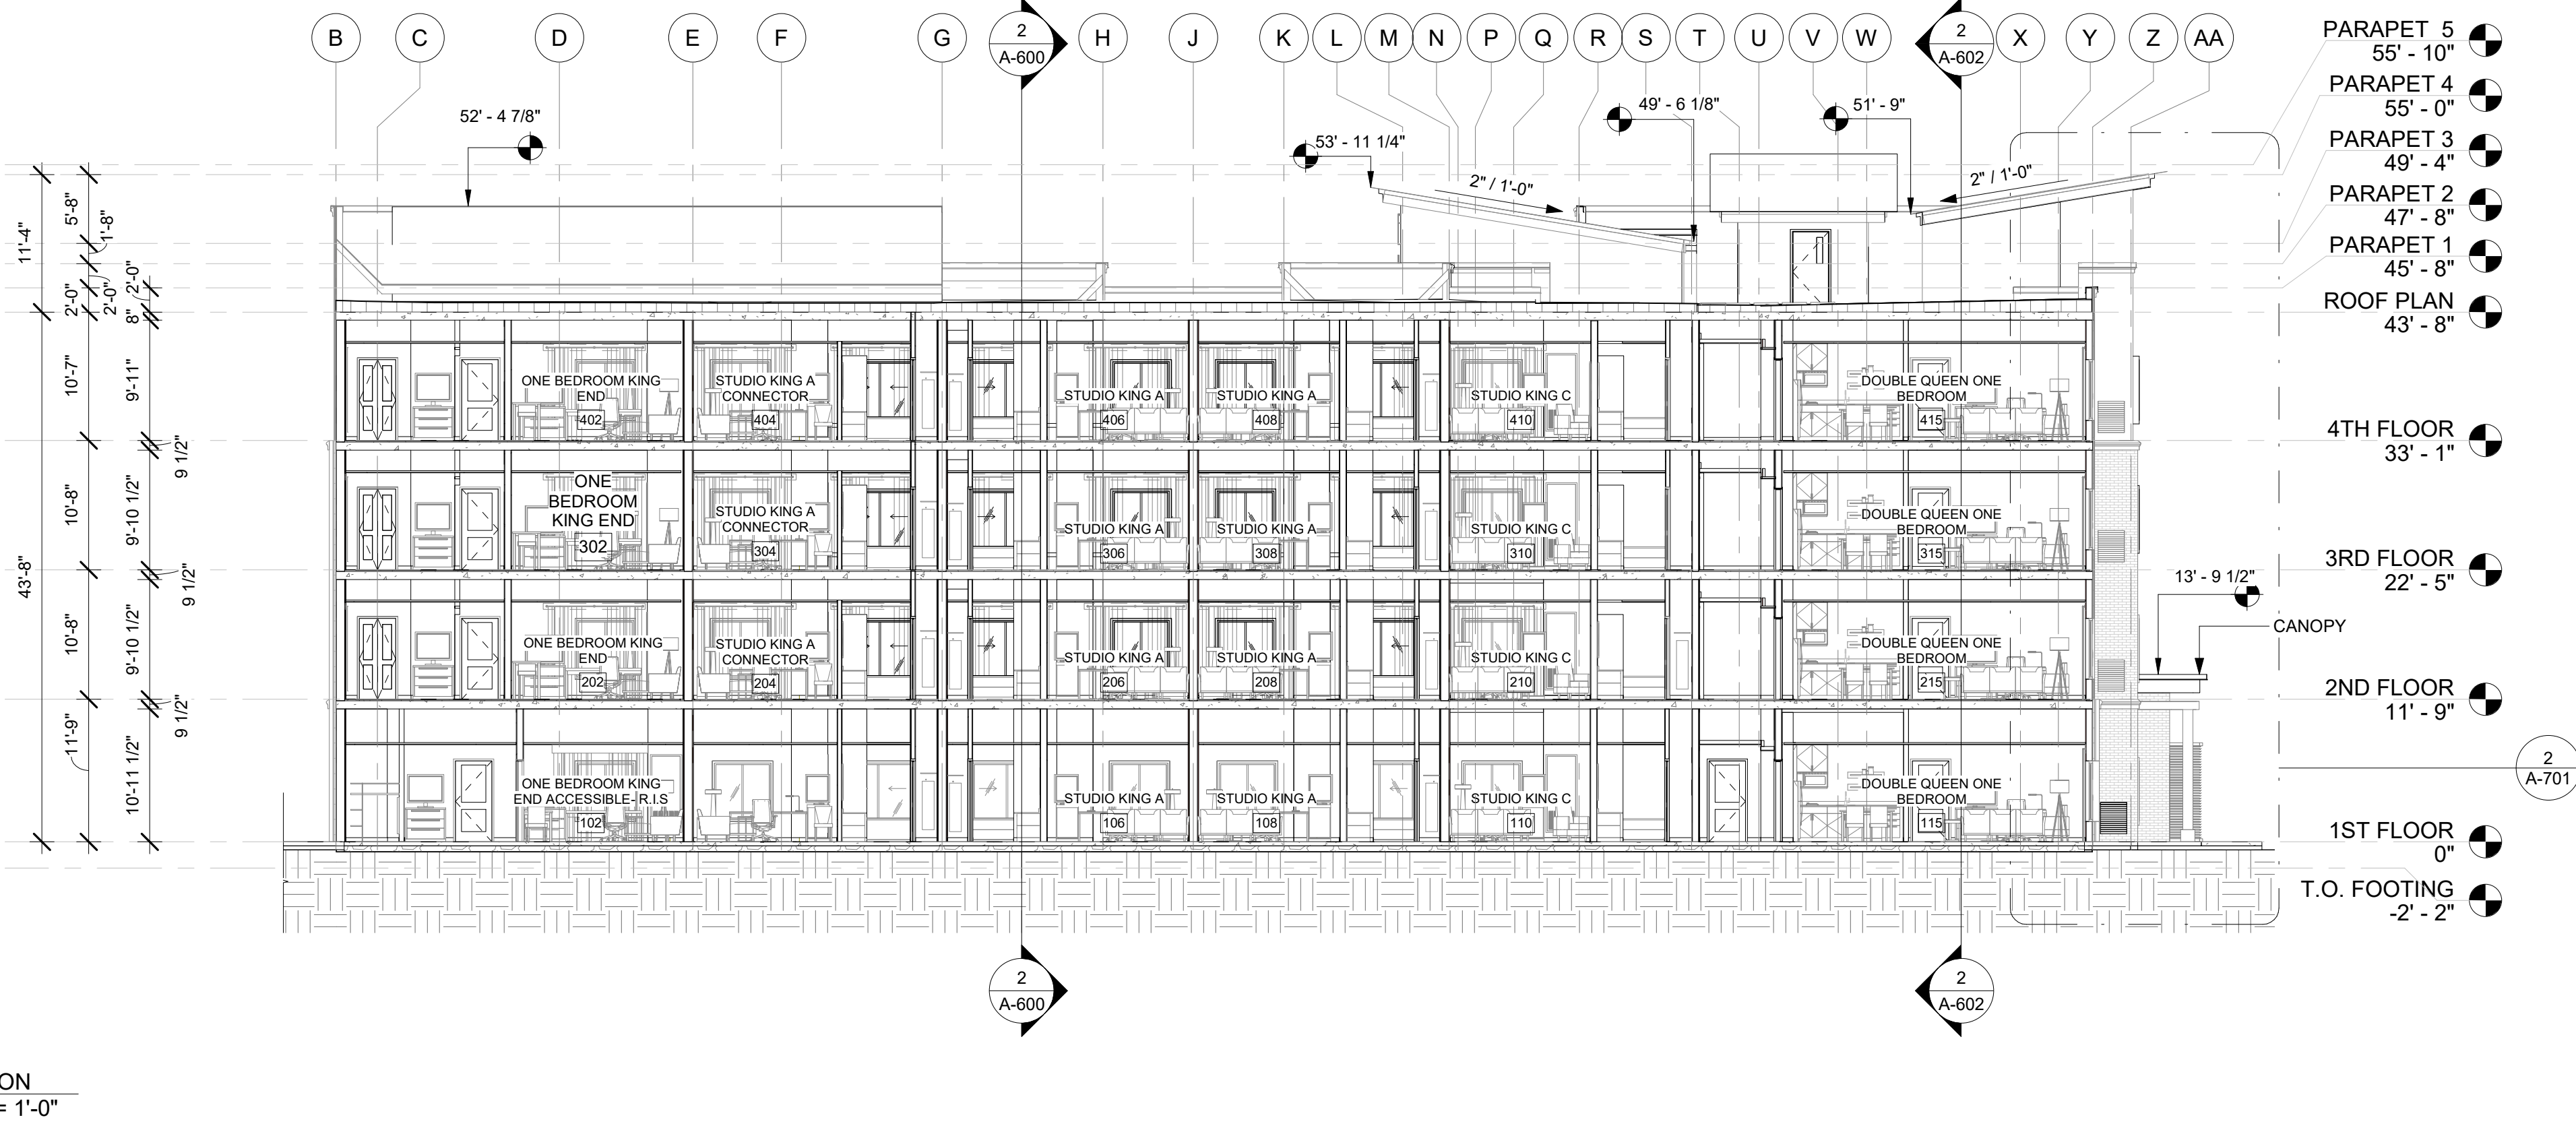 B
C
D
E
F
G
2
A-600
H
J
K
L
M
N
P
Q
R
S
T
U
V
W
2
A-602
X
Y
Z
AA
PARAPET 5
55' - 10"
PARAPET 4
55' - 0"
PARAPET 3
49' - 4"
PARAPET 2
47' - 8"
PARAPET 1
45' - 8"
ROOF PLAN
43' - 8"
4TH FLOOR
33' - 1"
3RD FLOOR
22' - 5"
2ND FLOOR
11' - 9"
1ST FLOOR
0"
T.O. FOOTING
-2' - 2"
52' - 4 7/8"
53' - 11 1/4"
49' - 6 1/8"
51' - 9"
2" / 1'-0"
2" / 1'-0"
13' - 9 1/2"
CANOPY
2
A-701
11'-4"
43'-8"
5'-8"
1'-8"
2'-0"
2'-0"
2'-0"
8"
10'-7"
9'-11"
9 1/2"
10'-8"
9'-10 1/2"
9 1/2"
10'-8"
9'-10 1/2"
9 1/2"
11'-9"
10'-11 1/2"
ONE BEDROOM KING
END
402
STUDIO KING A
CONNECTOR
404
STUDIO KING A
406
STUDIO KING A
408
STUDIO KING C
410
DOUBLE QUEEN ONE
BEDROOM
415
ONE
BEDROOM
KING END
302
STUDIO KING A
CONNECTOR
304
STUDIO KING A
306
STUDIO KING A
308
STUDIO KING C
310
DOUBLE QUEEN ONE
BEDROOM
315
ONE BEDROOM KING
END
202
STUDIO KING A
CONNECTOR
204
STUDIO KING A
206
STUDIO KING A
208
STUDIO KING C
210
DOUBLE QUEEN ONE
BEDROOM
215
ONE BEDROOM KING
END ACCESSIBLE- R.I.S
102
STUDIO KING A
106
STUDIO KING A
108
STUDIO KING C
110
DOUBLE QUEEN ONE
BEDROOM
115
2
A-600
2
A-602
ON
= 1'-0"